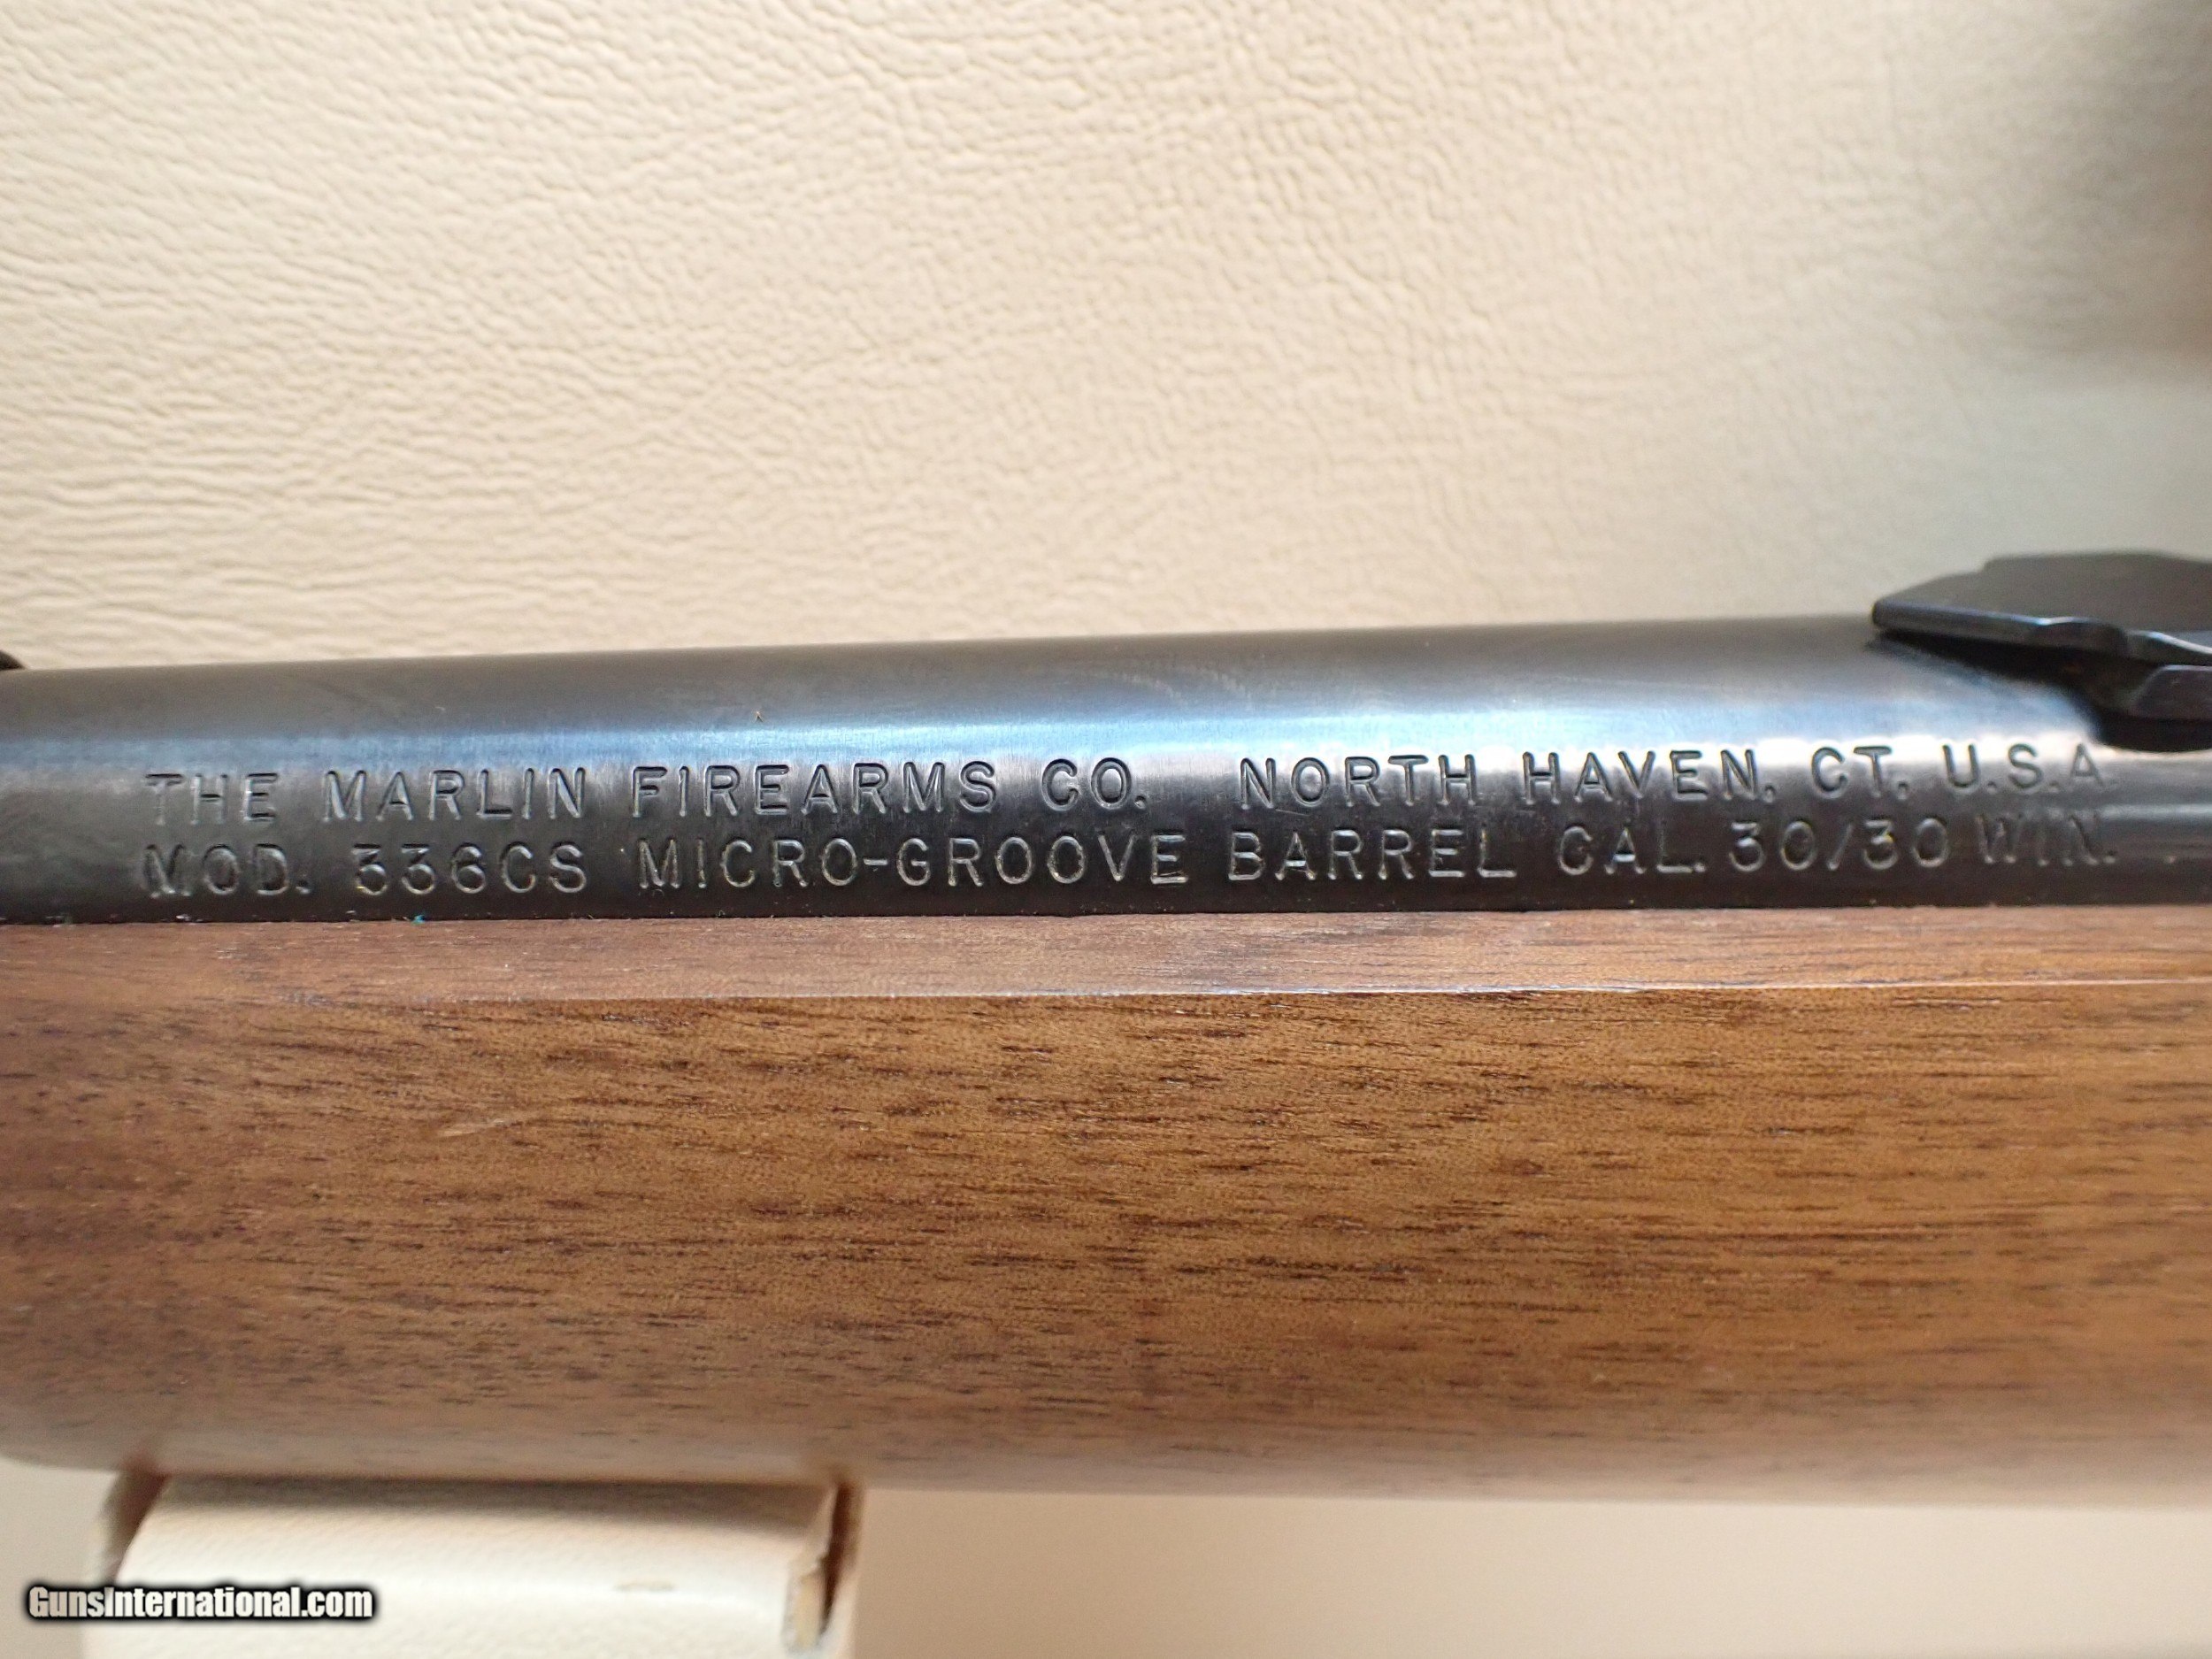 THE MARLIN FIREARMS CO. NORTH HAVEN, CT. U.S.A.
MOD. 336CS MICRO-GROOVE BARREL CAL. 30/30 WIN.
GunsInternational.com